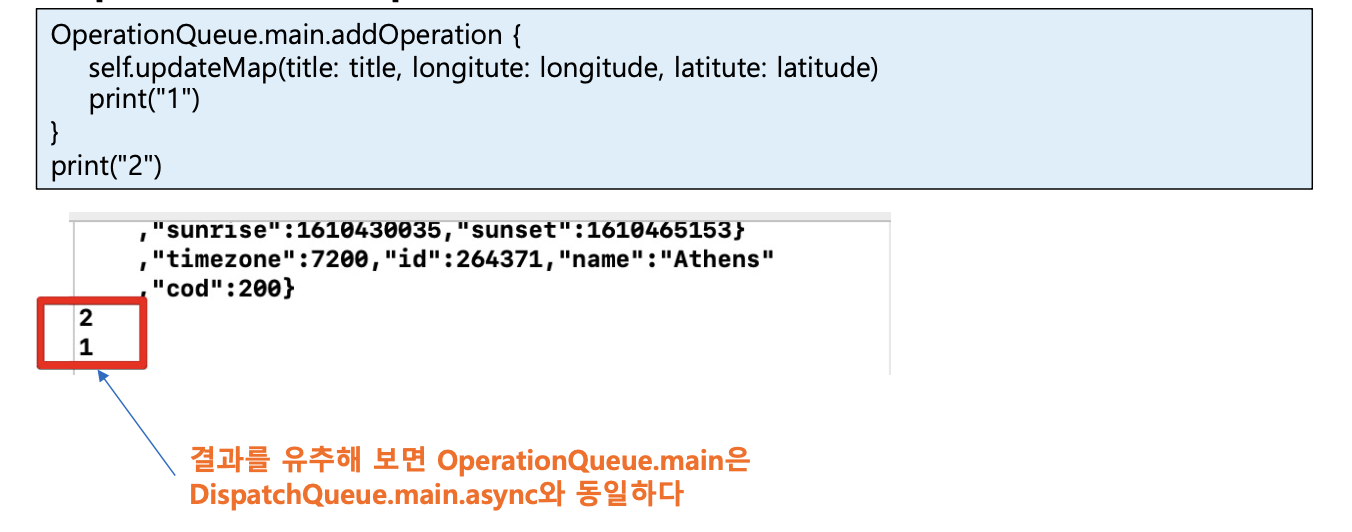 OperationQueue.main.addOperation {
self.updateMap(title: title, longitute: longitude, latitute: latitude)
print("1")
}
print("2")
,"sunrise":1610430035,"sunset":1610465153}
,"timezone":7200,"id":264371,"name":"Athens"
,"cod":200}
2
1
결과를 유추해 보면 OperationQueue.main은
DispatchQueue.main.async와 동일하다